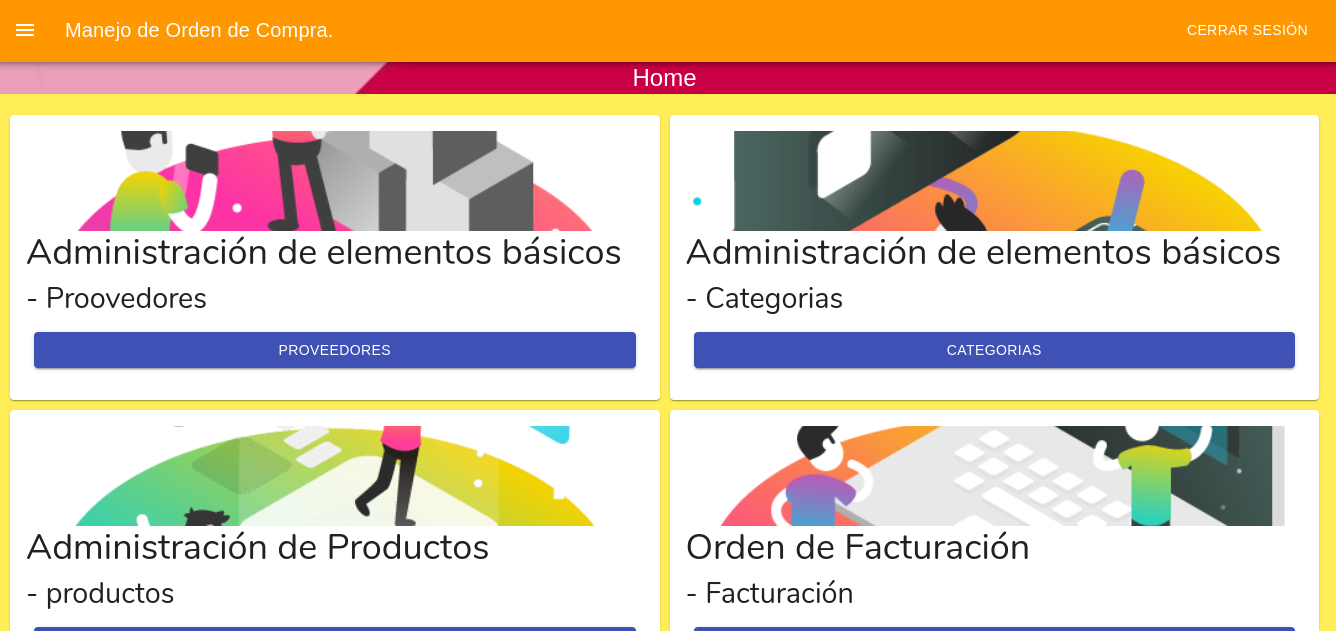 Manejo de Orden de Compra.
CERRAR SESIÓN
Home
Administración de elementos básicos
- Proovedores
PROVEEDORES
Administración de elementos básicos
- Categorias
CATEGORIAS
Administración de Productos
- productos
Orden de Facturación
- Facturación